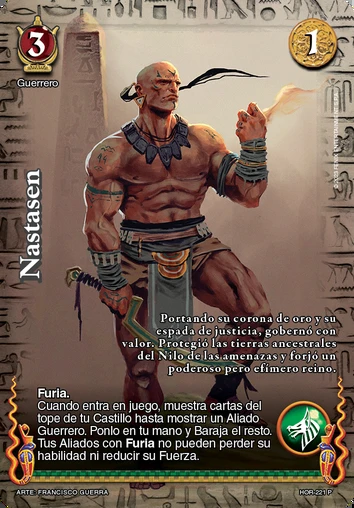 3
1
Guerrero
Nastasen
Portando su corona de oro y su
espada de justicia, gobernó con
valor. Protegió las tierras ancestrales
del Nilo de las amenazas y forjó un
poderoso pero efímero reino.
Furia.
Cuando entra en juego, muestra cartas del
tope de tu Castillo hasta mostrar un Aliado
Guerrero. Ponlo en tu mano y Baraja el resto.
Tus Aliados con Furia no pueden perder su
habilidad ni reducir su Fuerza.
ARTE: FRANCISCO GUERRA
HOR-221 P